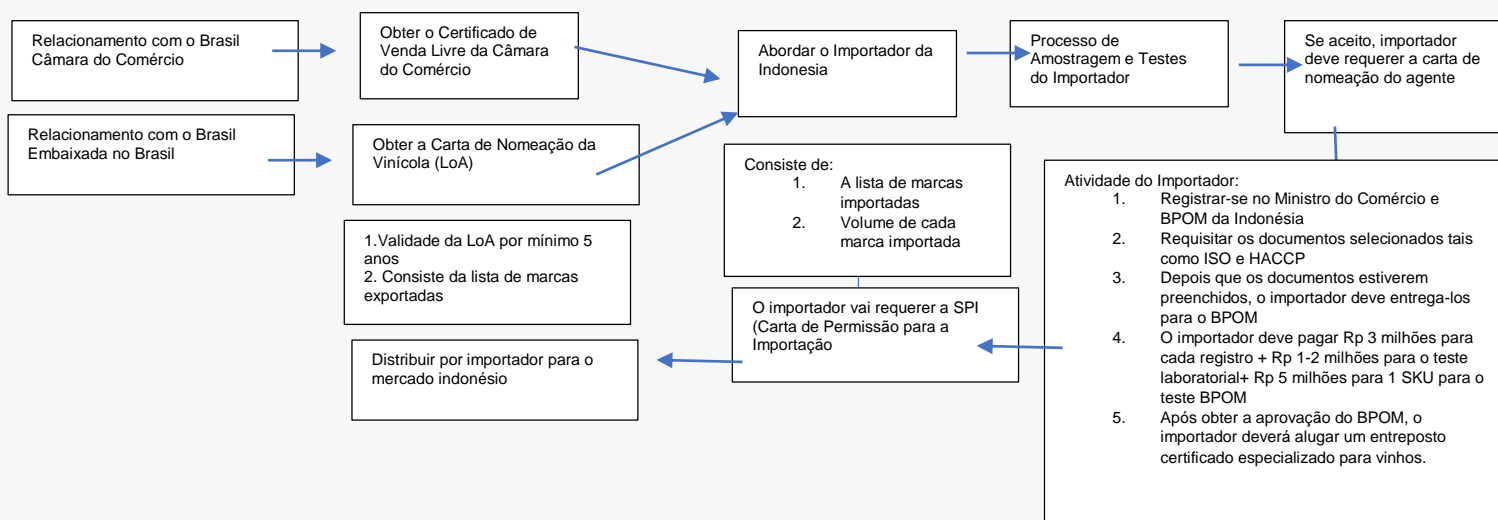 Relacionamento com o Brasil
Câmara do Comércio
Obter o Certificado de
Venda Livre da Câmara
do Comércio
Abordar o Importador da
Indonesia
Processo de
Amostragem e Testes
do Importador
Se aceito, importador
deve requerer a carta de
nomeação do agente
Relacionamento com o Brasil
Embaixada no Brasil
Obter a Carta de Nomeação da
Vinícola (LoA)
Consiste de:
1. A lista de marcas
importadas
2. Volume de cada
marca importada
Atividade do Importador:
1. Registrar-se no Ministro do Comércio e
BPOM da Indonésia
2. Requisitar os documentos selecionados tais
como ISO e HACCP
3. Depois que os documentos estiverem
preenchidos, o importador deve entrega-los
para o BPOM
4. O importador deve pagar Rp 3 milhões para
cada registro + Rp 1-2 milhões para o teste
laboratorial+ Rp 5 milhões para 1 SKU para o
teste BPOM
5. Após obter a aprovação do BPOM, o
importador deverá alugar um entreposto
certificado especializado para vinhos.
1.Validade da LoA por mínimo 5
anos
2. Consiste da lista de marcas
exportadas
O importador vai requerer a SPI
(Carta de Permissão para a
Importação
Distribuir por importador para o
mercado indonésio